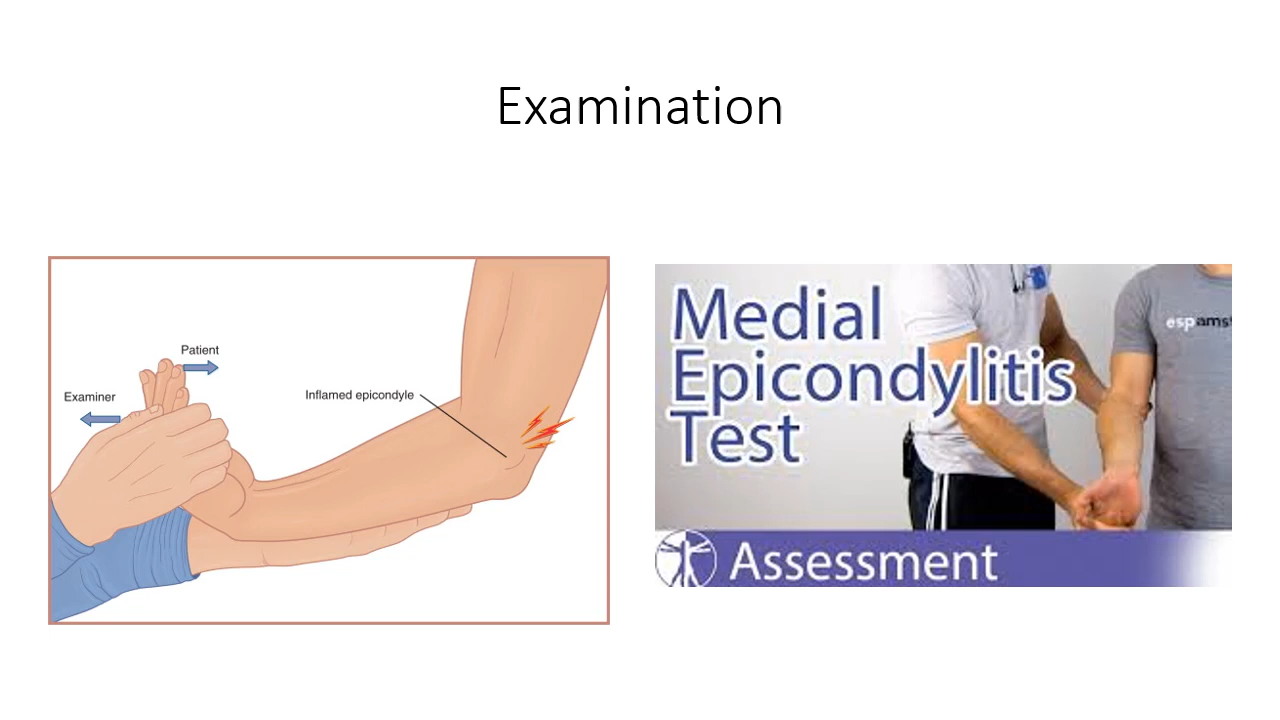 Examination
Patient
Examiner
Inflamed epicondyle
Medial
Epicondylitis
Test
Assessment